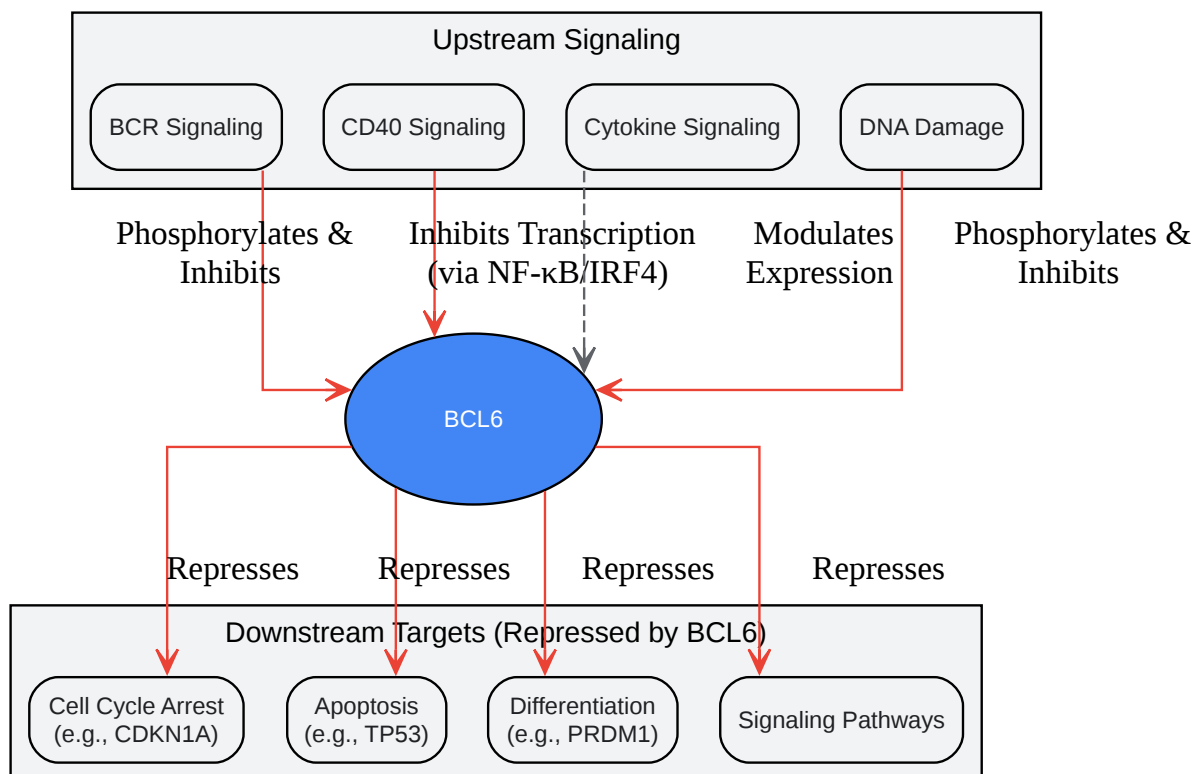 Upstream Signaling
BCR Signaling
CD40 Signaling
Cytokine Signaling
DNA Damage
Phosphorylates &
Inhibits
Inhibits Transcription
(via NF-κB/IRF4)
Modulates
Expression
Phosphorylates &
Inhibits
BCL6
Represses
Represses
Represses
Represses
Downstream Targets (Repressed by BCL6)
Cell Cycle Arrest
(e.g., CDKN1A)
Apoptosis
(e.g., TP53)
Differentiation
(e.g., PRDM1)
Signaling Pathways